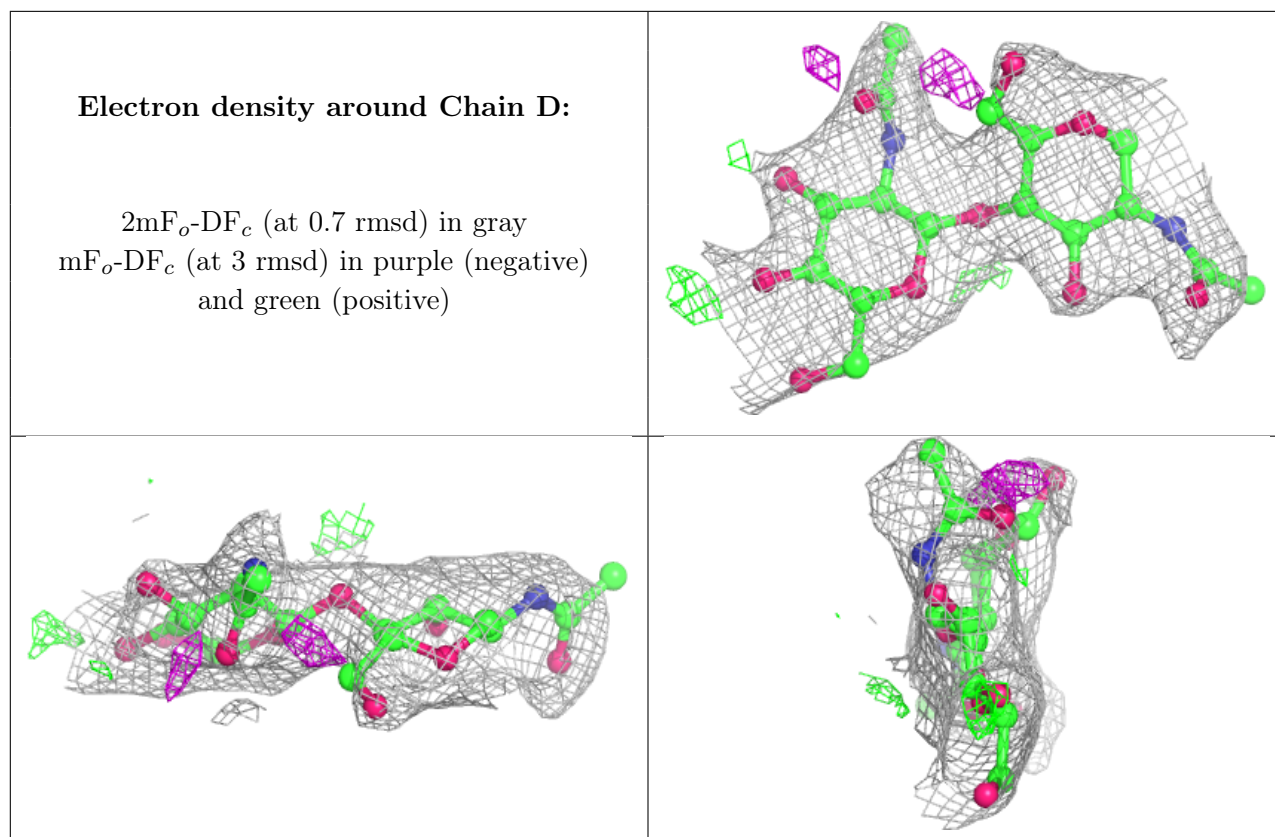 Electron density around Chain D:
2mFo-DFc (at 0.7 rmsd) in gray
mFo-DFc (at 3 rmsd) in purple (negative)
and green (positive)